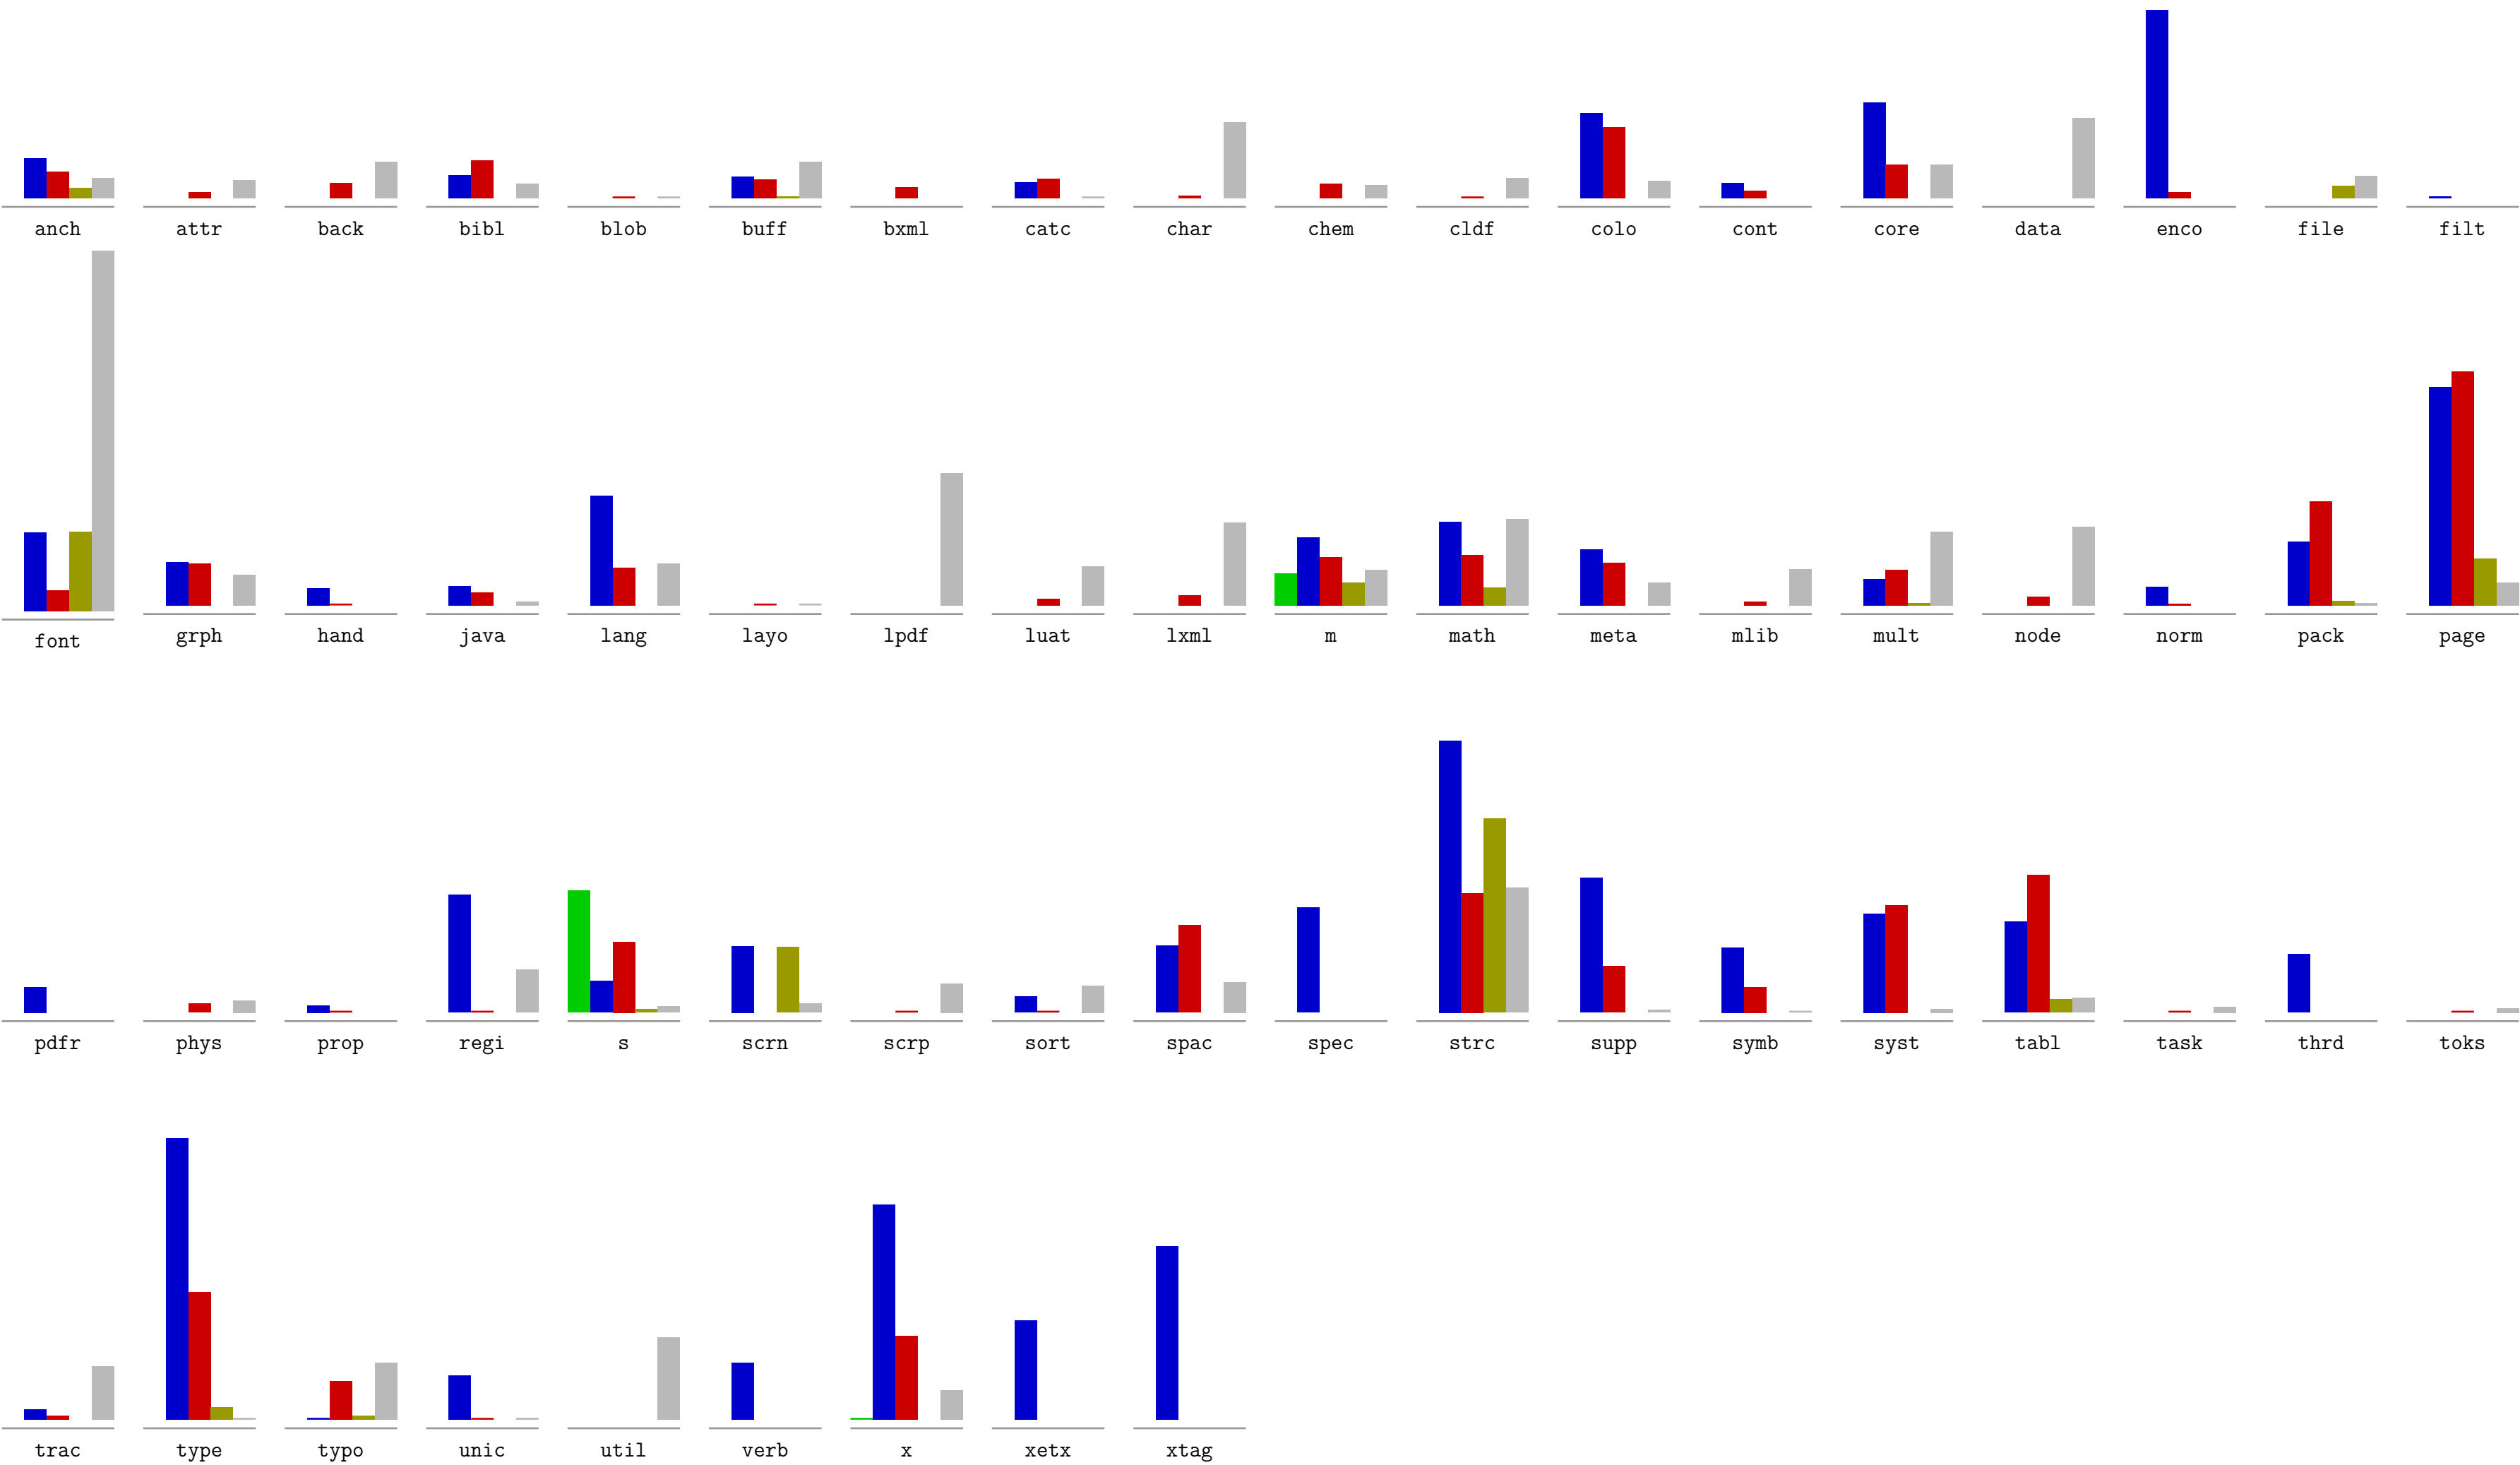 anch attr back bibl blob buff bxml catc char chem cldf colo cont core data enco file filt
font grph hand java lang layo lpdf luat lxml m math meta mlib mult node norm pack page
pdfr phys prop regi s scrn scrp sort spac spec strc supp symb syst tabl task thrd toks
trac type typo unic util verb x xetx xtag